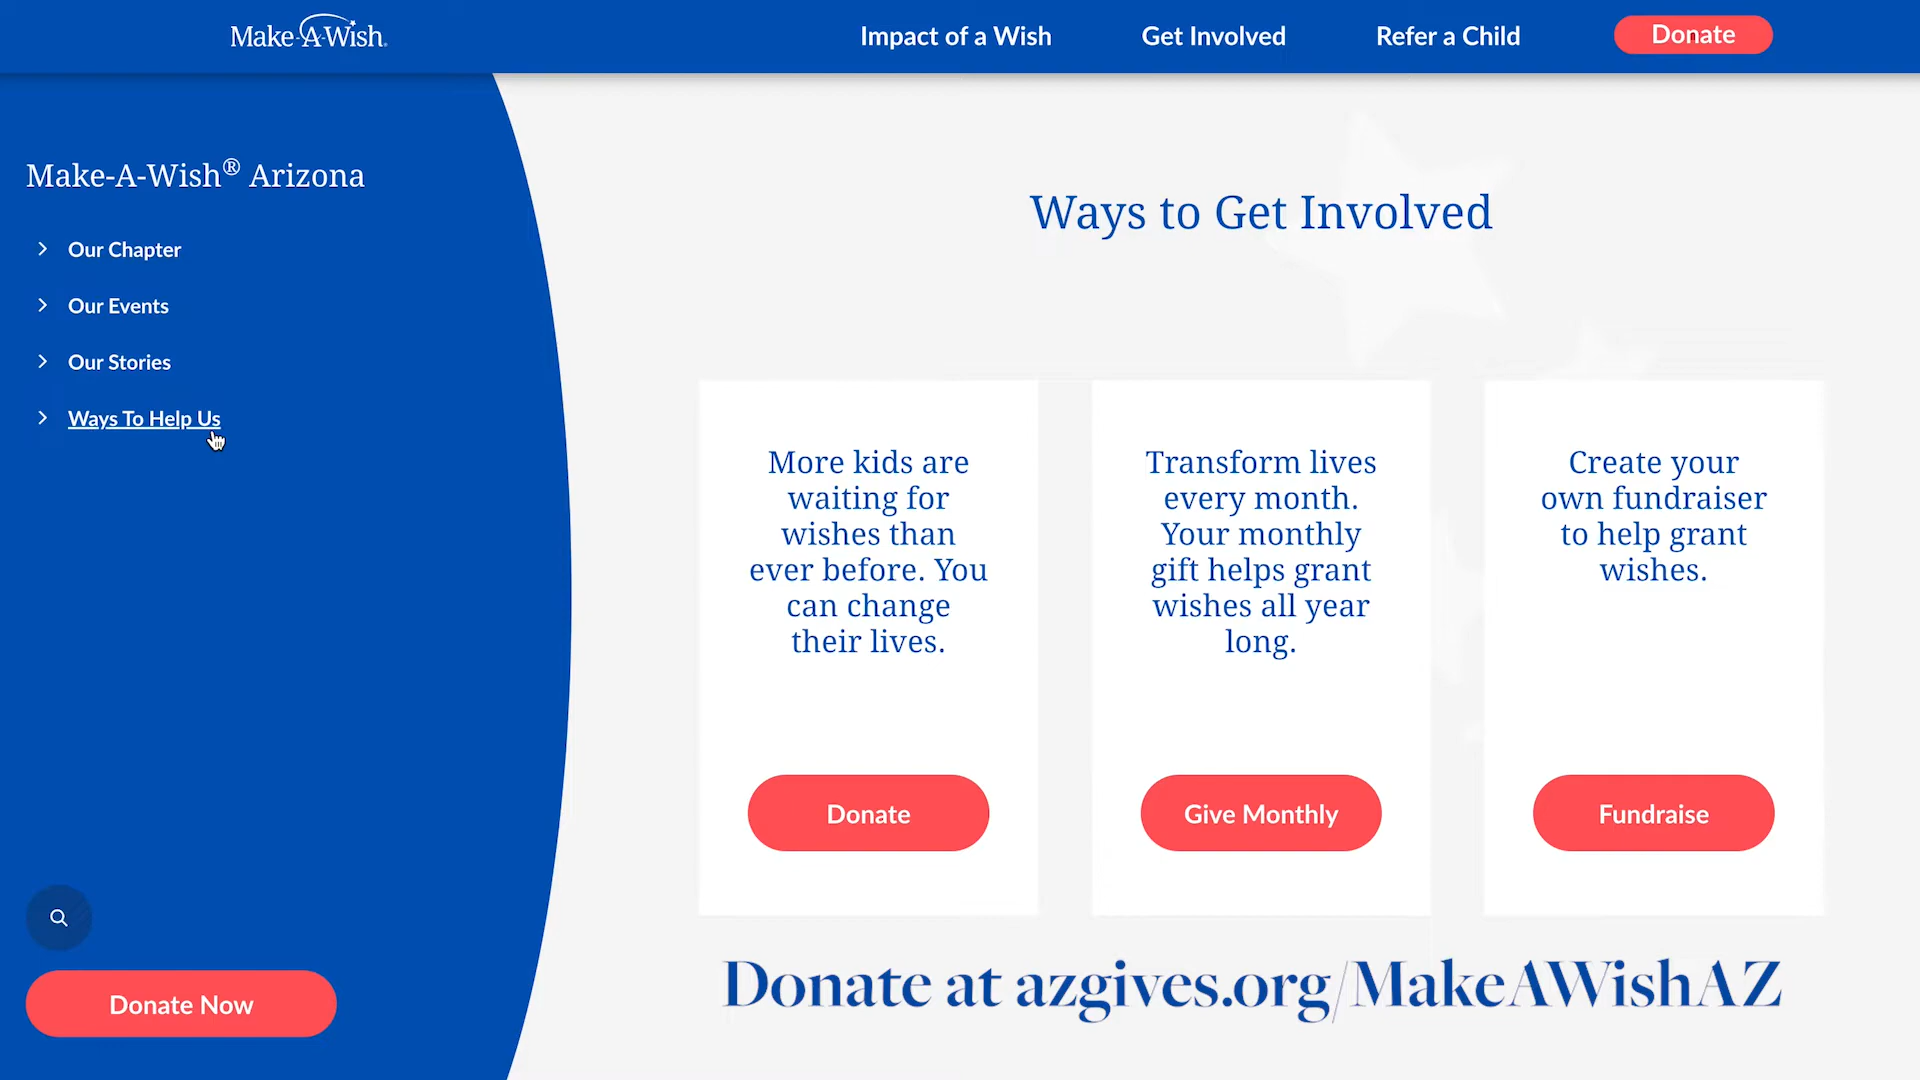 Make-A-Wish.
Impact of a Wish
Get Involved
Refer a Child
Donate
Make-A-Wish® Arizona
Our Chapter
Our Events
Our Stories
Ways To Help Us
Donate Now
Ways to Get Involved
More kids are
waiting for
wishes than
ever before. You
can change
their lives.
Donate
Transform lives
every month.
Your monthly
gift helps grant
wishes all year
long.
Give Monthly
Create your
own fundraiser
to help grant
wishes.
Fundraise
Donate at azgives.org/MakeAWishAZ